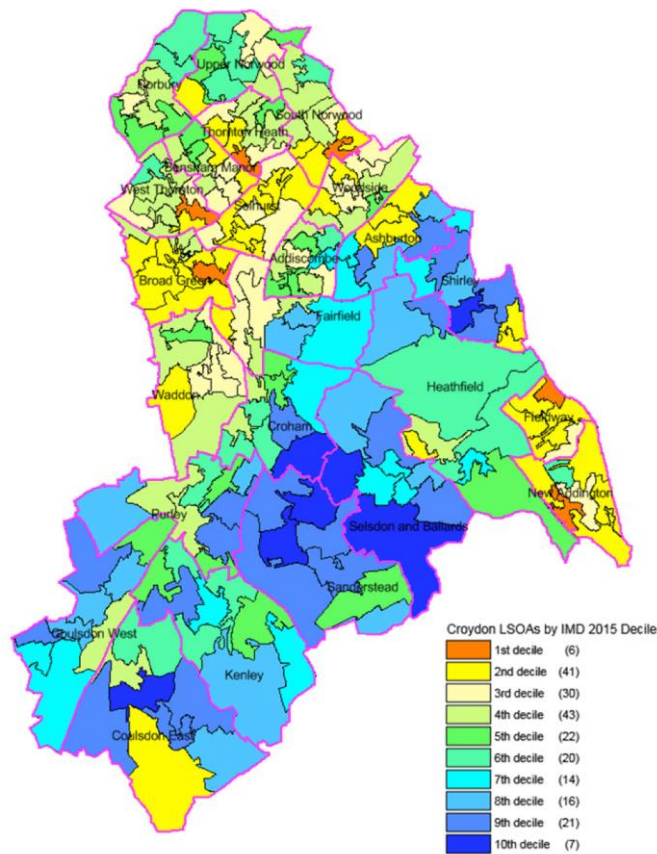 Upper Norwood
Norbury
South Norwood
Thornton Heath
Bensham Manor
West Thornton
Woodside
Selhurst
Ashburton
Addiscombe
Broad Green
Shirley
Fairfield
Heathfield
Waddon
Fieldway
Croham
New Addington
Purley
Selsdon and Ballards
Sanderstead
Coulsdon West
Kenley
Coulsdon East
Croydon LSOAs by IMD 2015 Decile
1st decile (6)
2nd decile (41)
3rd decile (30)
4th decile (43)
5th decile (22)
6th decile (20)
7th decile (14)
8th decile (16)
9th decile (21)
10th decile (7)